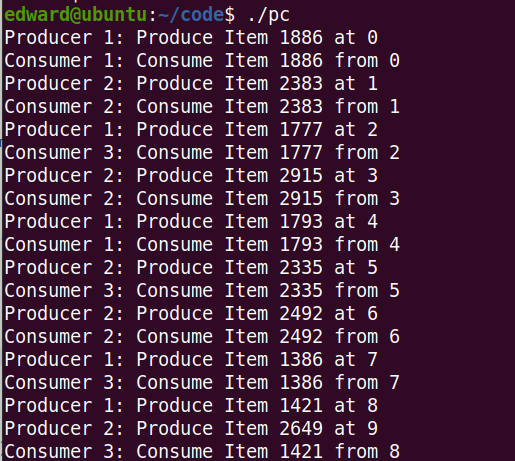 edward@ubuntu:~/code$ ./pc
Producer 1: Produce Item 1886 at 0
Consumer 1: Consume Item 1886 from 0
Producer 2: Produce Item 2383 at 1
Consumer 2: Consume Item 2383 from 1
Producer 1: Produce Item 1777 at 2
Consumer 3: Consume Item 1777 from 2
Producer 2: Produce Item 2915 at 3
Consumer 2: Consume Item 2915 from 3
Producer 1: Produce Item 1793 at 4
Consumer 1: Consume Item 1793 from 4
Producer 2: Produce Item 2335 at 5
Consumer 3: Consume Item 2335 from 5
Producer 2: Produce Item 2492 at 6
Consumer 2: Consume Item 2492 from 6
Producer 1: Produce Item 1386 at 7
Consumer 3: Consume Item 1386 from 7
Producer 1: Produce Item 1421 at 8
Producer 2: Produce Item 2649 at 9
Consumer 3: Consume Item 1421 from 8